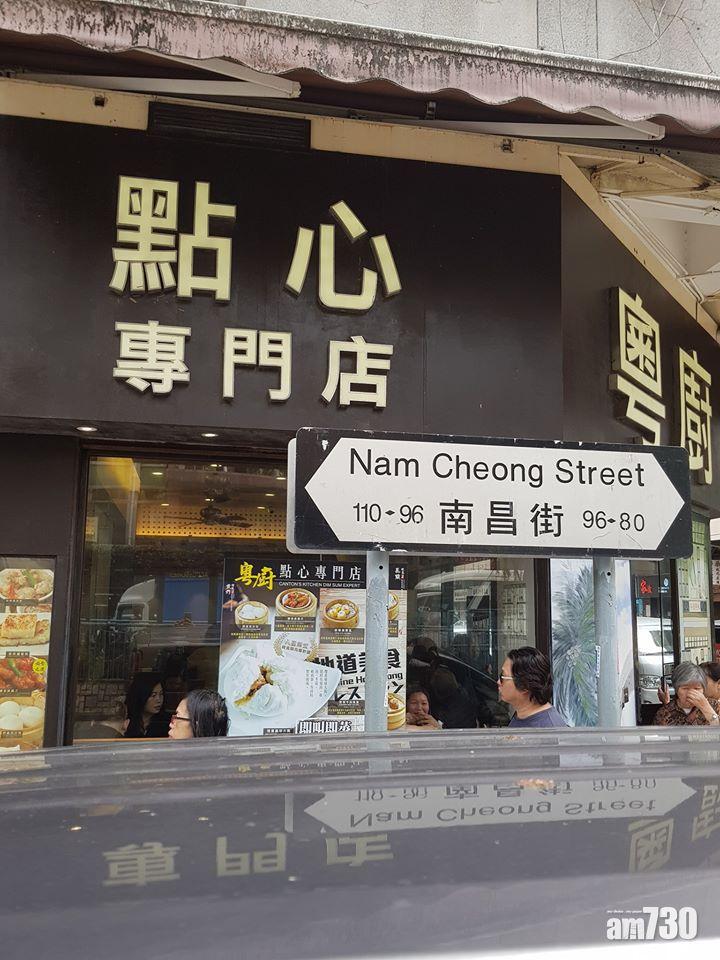 點心
專門店
粵廚
Nam Cheong Street
110 96 南昌街 96 80
粵廚 點心專門店
CANTON'S KITCHEN DIM SUM EXPERT
地道美食
即叫即蒸
am730